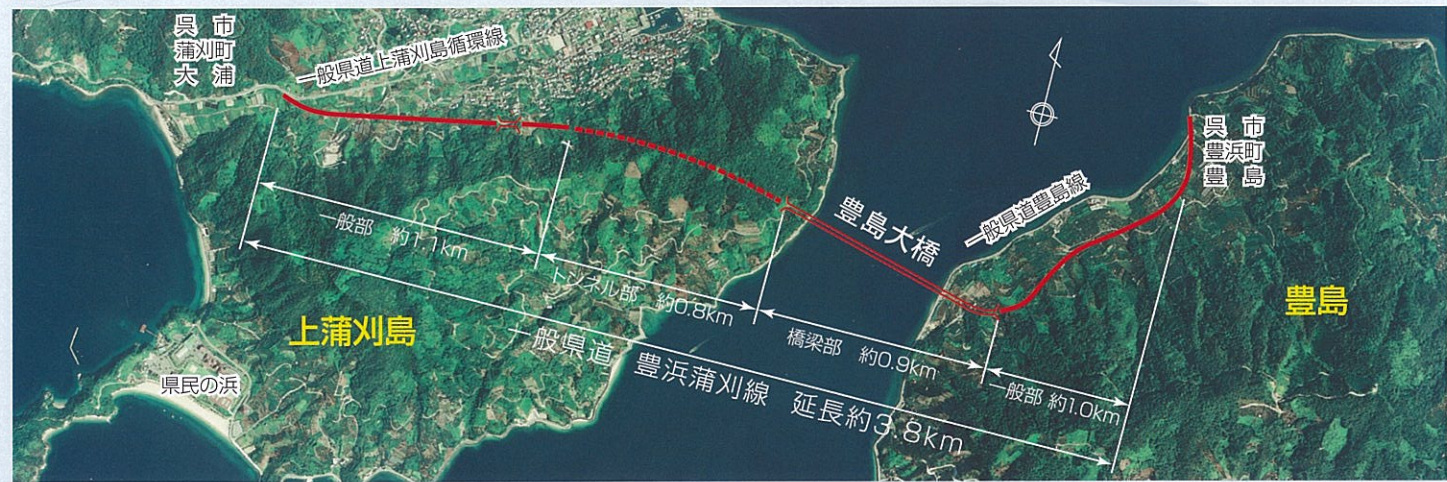 呉市
蒲刈町
大浦
一般県道上蒲刈島循環線
呉市
豊浜町
豊島
一般県道豊島線
豊島大橋
一般部 約1.1km
トンネル部 約0.8km
橋梁部 約0.9km
一般部 約1.0km
一般県道 豊浜蒲刈線 延長約3.8km
上蒲刈島
豊島
県民の浜